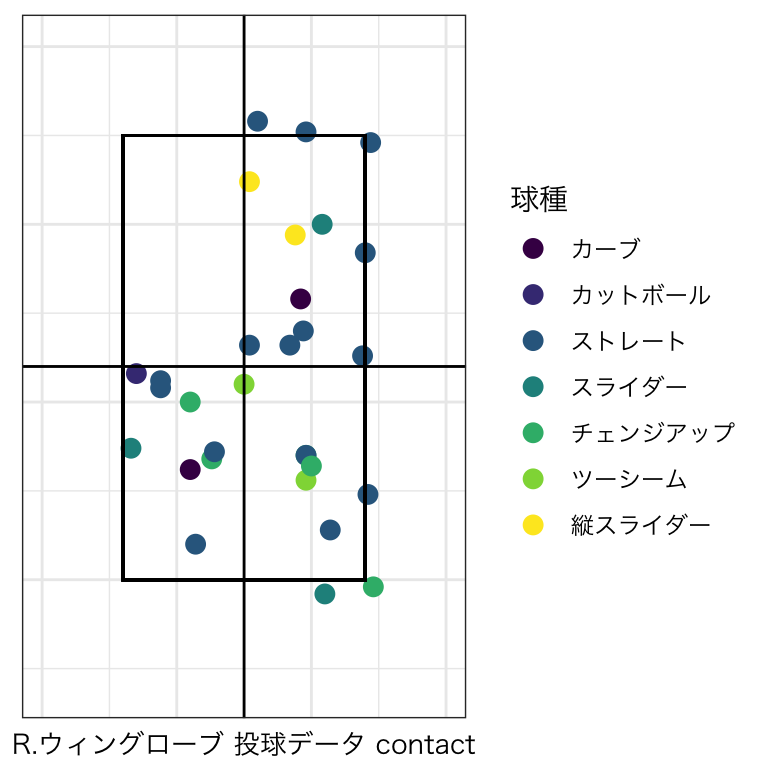 球種
カーブ
カットボール
ストレート
スライダー
チェンジアップ
ツーシーム
縦スライダー
R.ウィングローブ 投球データ contact